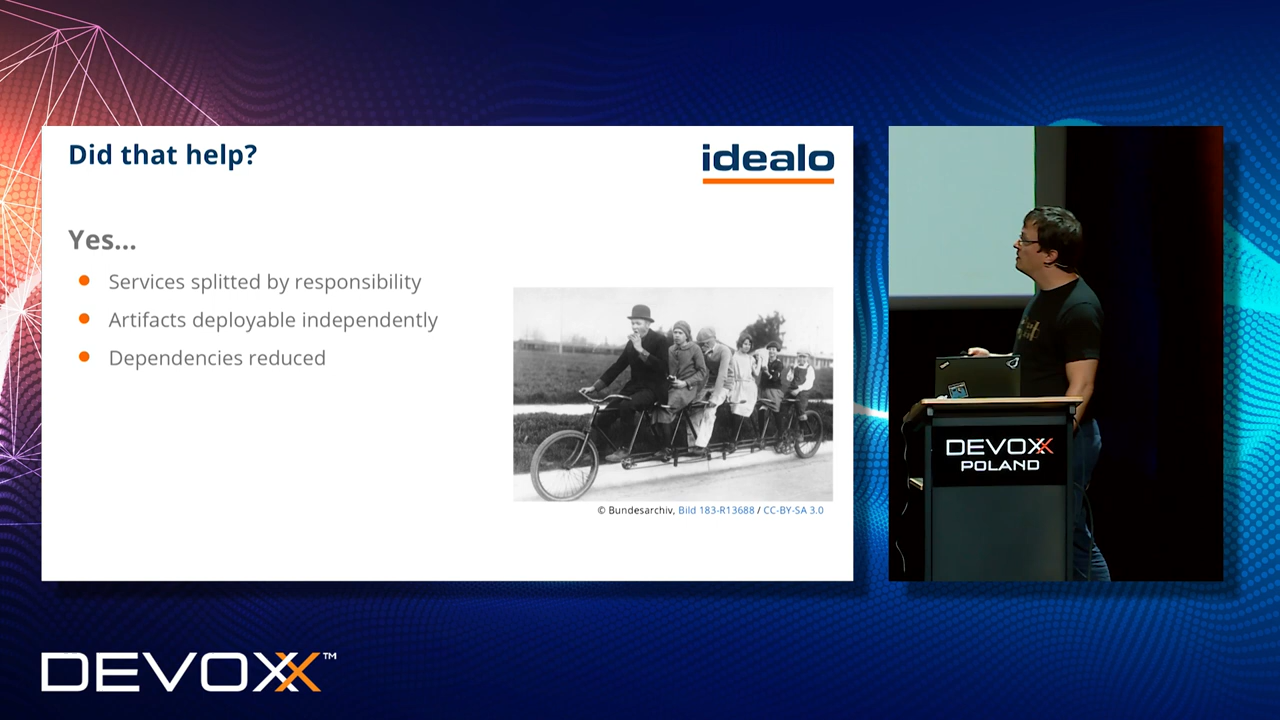 Did that help?
idealo
Yes...
Services splitted by responsibility
Artifacts deployable independently
Dependencies reduced
© Bundesarchiv, Bild 183-R13688 / CC-BY-SA 3.0
DEVOXX
POLAND
DEVOXX™